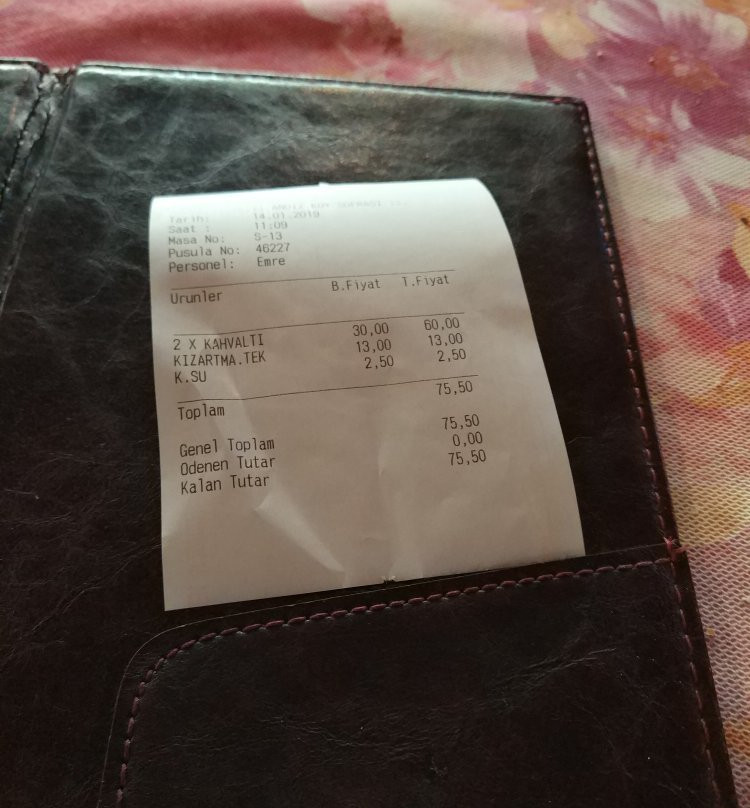 Tarih: 14.01.2019
Saat : 11:09
Masa No: S-13
Pusula No: 46227
Personel: Emre
Urunler B.Fiyat T.Fiyat
2 X KAHVALTI 30,00 60,00
KIZARTMA.TEK 13,00 13,00
K.SU 2,50 2,50
Toplam 75,50
Genel Toplam 75,50
Odenen Tutar 0,00
Kalan Tutar 75,50